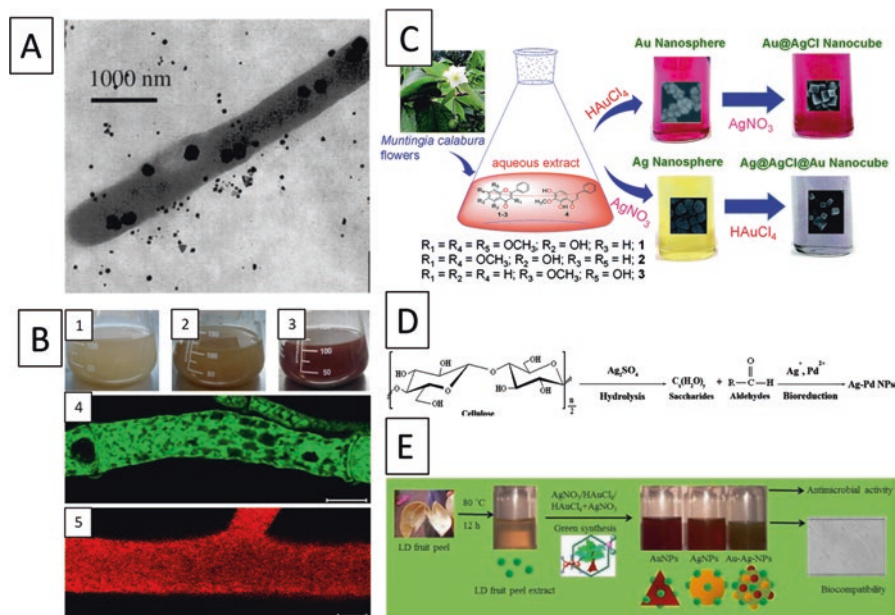 A
1000 nm
B
1
2
3
100
50
4
5
C
Muntingia calabura
flowers
aqueous extract
1-3
4
HAuCl4
AgNO3
Au Nanosphere
AgNO3
Au@AgCl Nanocube
Ag Nanosphere
HAuCl4
Ag@AgCl@Au Nanocube
R1 = R4 = R5 = OCH3; R2 = OH; R3 = H; 1
R1 = R4 = OCH3; R2 = OH; R3 = R5 = H; 2
R1 = R2 = R4 = H; R3 = OCH3; R5 = OH; 3
D
Cellulose
Ag2SO4
Hydrolysis
Saccharides
+
Aldehydes
Ag+, Pd2+
Bioreduction
Ag-Pd NPs
E
LD fruit peel
80 °C
12 h
LD fruit peel extract
AgNO3/HAuCl4/
HAuCl4+AgNO3
Green synthesis
AuNPs
AgNPs
Au-Ag-NPs
Antimicrobial activity
Biocompatibility